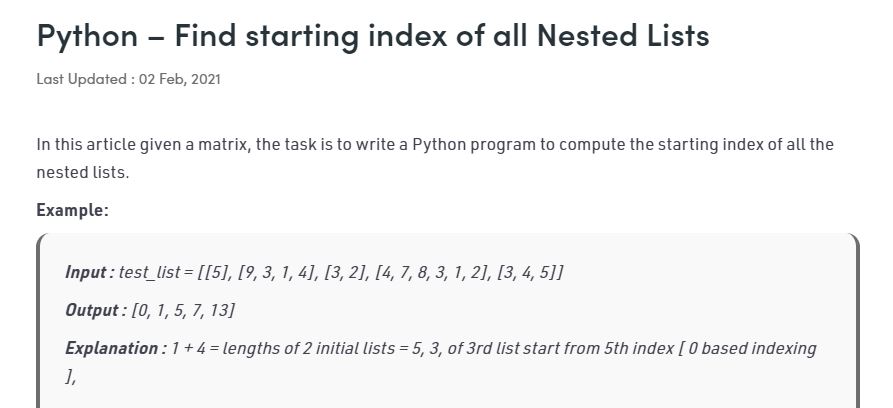 Python – Find starting index of all Nested Lists
Last Updated : 02 Feb, 2021
In this article given a matrix, the task is to write a Python program to compute the starting index of all the
nested lists.
Example:
Input : test_list = [[5], [9, 3, 1, 4], [3, 2], [4, 7, 8, 3, 1, 2], [3, 4, 5]]
Output : [0, 1, 5, 7, 13]
Explanation : 1 + 4 = lengths of 2 initial lists = 5, 3, of 3rd list start from 5th index [ 0 based indexing
],